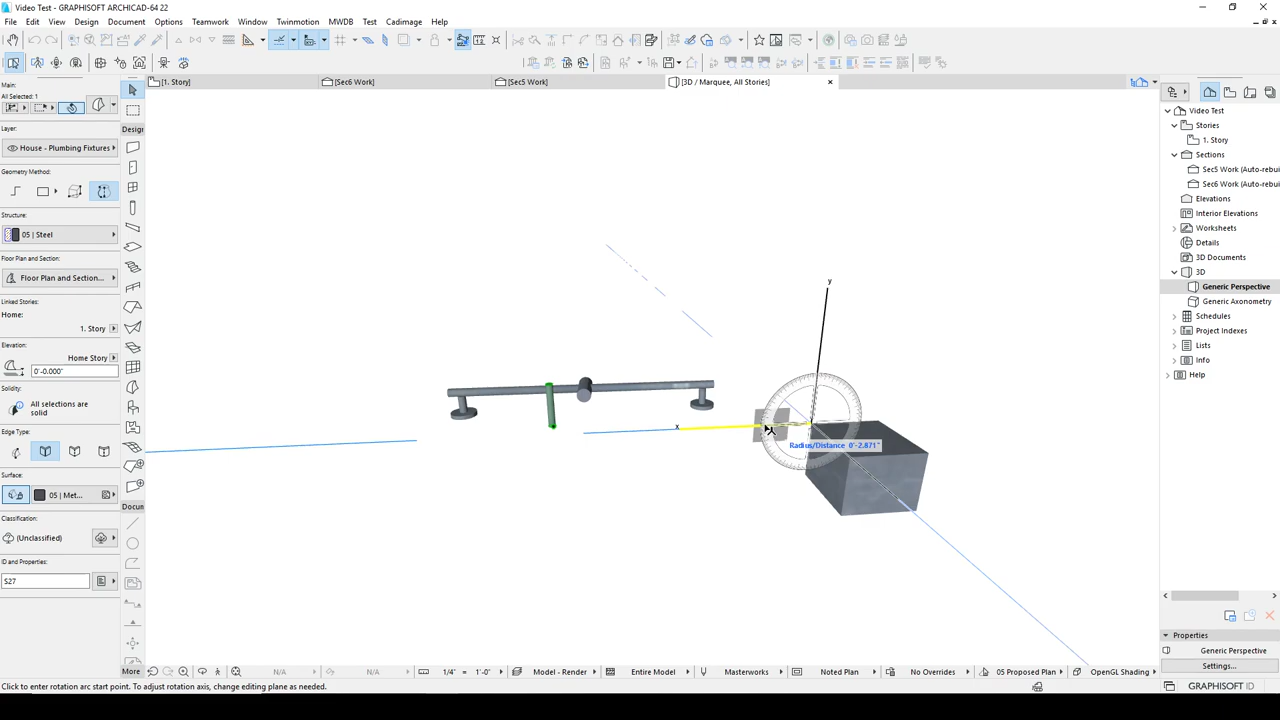 Video Test - GRAPHISOFT ARCHICAD-64 22
File Edit View Design Document Options Teamwork Window Twinmotion MWDB Test Cadimage Help
[1. Story] [Sec6 Work] [Sec5 Work] [3D / Marquee, All Stories]
Main:
All Selected: 1
Layer:
House - Plumbing Fixtures
Geometry Method:
Structure:
05 | Steel
Floor Plan and Section:
Floor Plan and Section...
Linked Stories:
Home:
1. Story
Elevation:
Home Story
0'-0.000"
Solidity:
All selections are
solid
Edge Type:
Surface:
05 | Met...
Classification:
(Unclassified)
ID and Properties:
S27
Design
Docun
More
y
x
Radius/Distance 0'-2.871"
Video Test
Stories
1. Story
Sections
Sec5 Work (Auto-rebui
Sec6 Work (Auto-rebui
Elevations
Interior Elevations
Worksheets
Details
3D Documents
3D
Generic Perspective
Generic Axonometry
Schedules
Project Indexes
Lists
Info
Help
Properties
Generic Perspective
Settings...
N/A N/A 1/4" = 1'-0" Model - Render Entire Model Masterworks Noted Plan No Overrides 05 Proposed Plan OpenGL Shading
Click to enter rotation arc start point. To adjust rotation axis, change editing plane as needed.
GRAPHISOFT ID